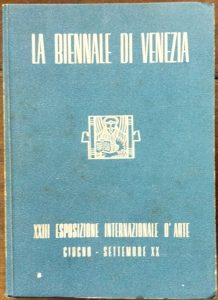 LA BIENNALE DI VENEZIA
XXIII ESPOSIZIONE INTERNAZIONALE D'ARTE
GIUGNO - SETTEMBRE XX